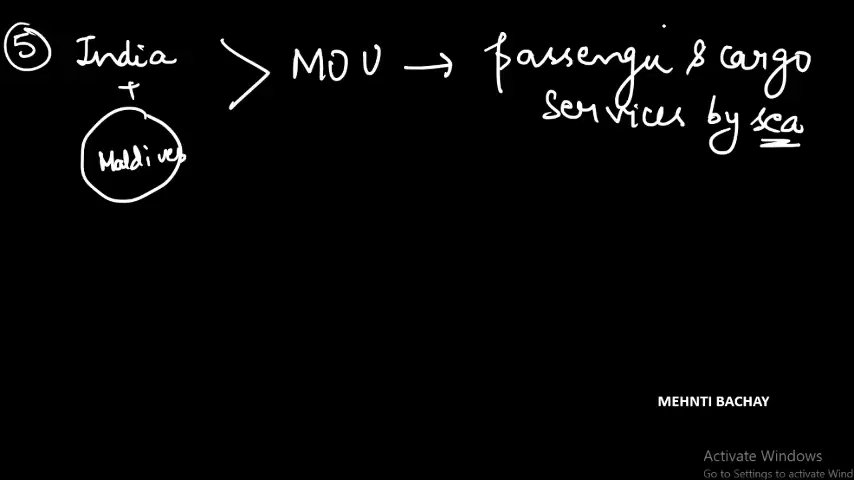 5 India > MOU → passenger & cargo
+ services by sea
Maldives
MEHNTI BACHAY
Activate Windows
Go to Settings to activate Wind